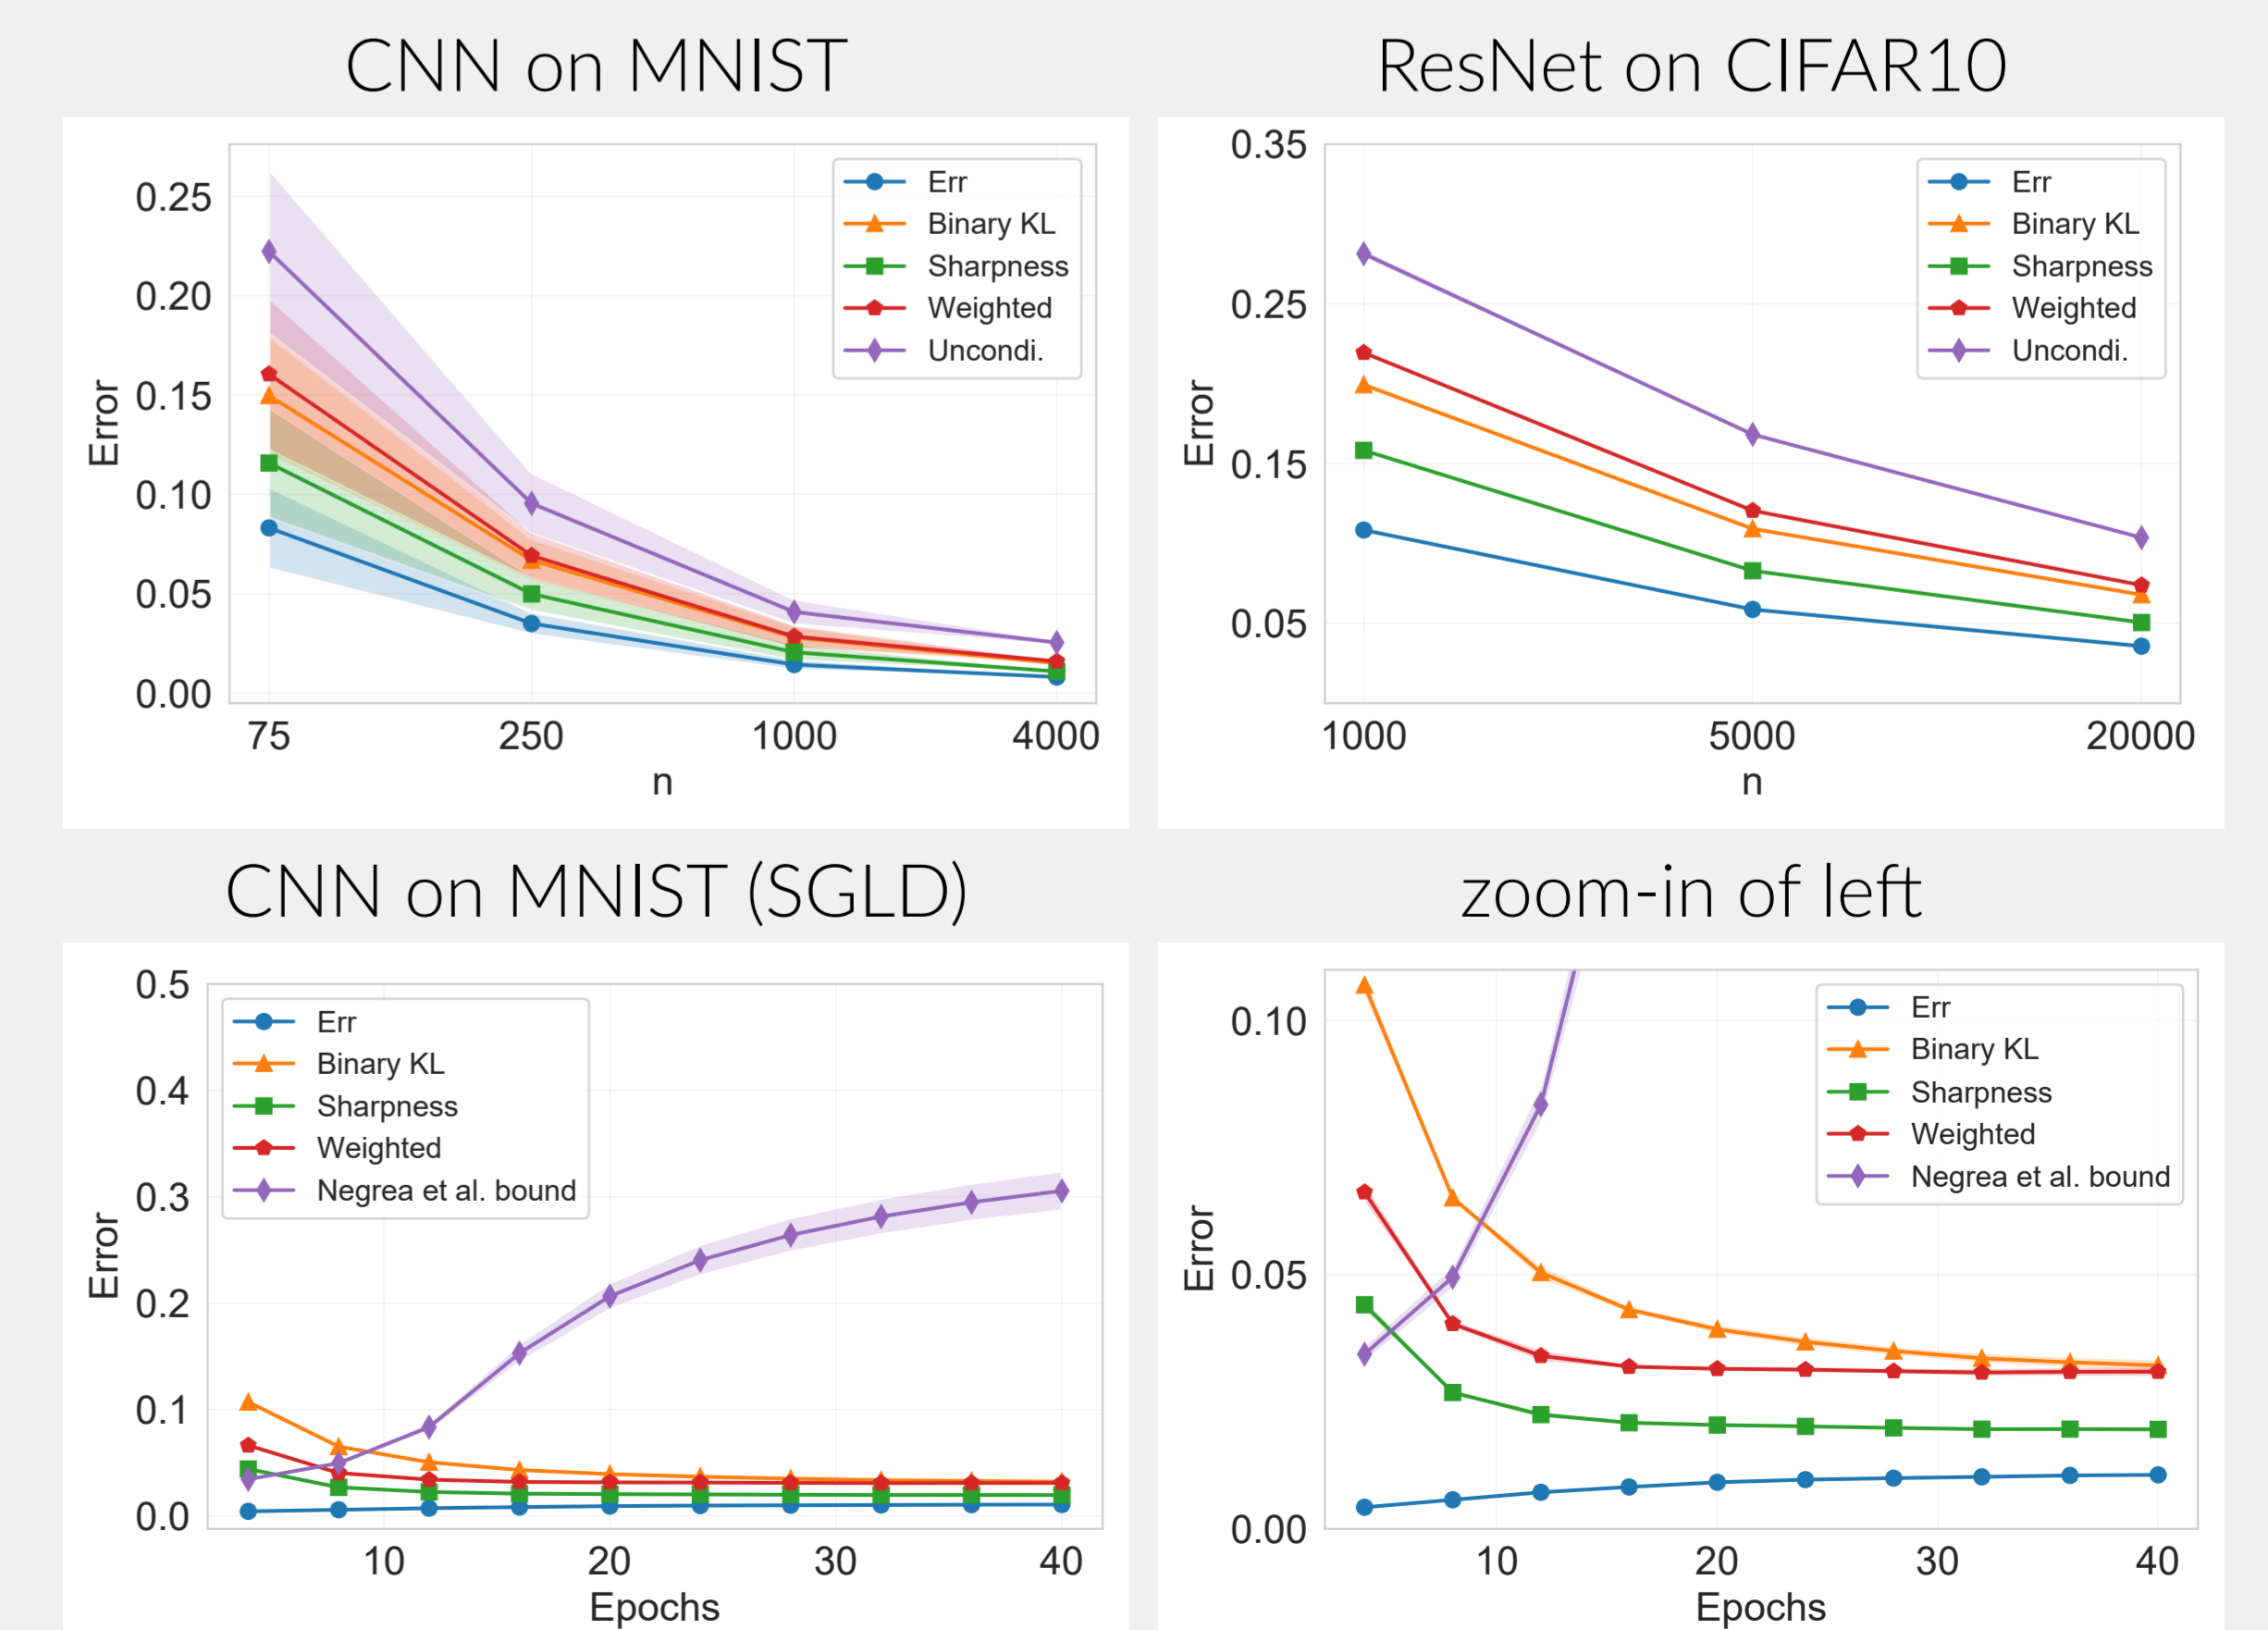 CNN on MNIST
0.25
0.20
0.15
0.10
0.05
0.00
Error
75 250 1000 4000
n
Err
Binary KL
Sharpness
Weighted
Uncondi.
ResNet on CIFAR10
0.35
0.25
0.15
0.05
Error
1000 5000 20000
n
Err
Binary KL
Sharpness
Weighted
Uncondi.
CNN on MNIST (SGLD)
0.5
0.4
0.3
0.2
0.1
0.0
Error
10 20 30 40
Epochs
Err
Binary KL
Sharpness
Weighted
Negrea et al. bound
zoom-in of left
0.10
0.05
0.00
Error
10 20 30 40
Epochs
Err
Binary KL
Sharpness
Weighted
Negrea et al. bound